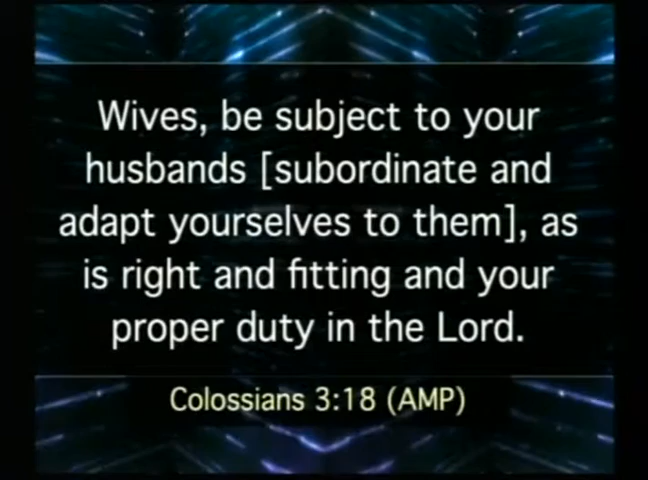 Wives, be subject to your
husbands [subordinate and
adapt yourselves to them], as
is right and fitting and your
proper duty in the Lord.
Colossians 3:18 (AMP)